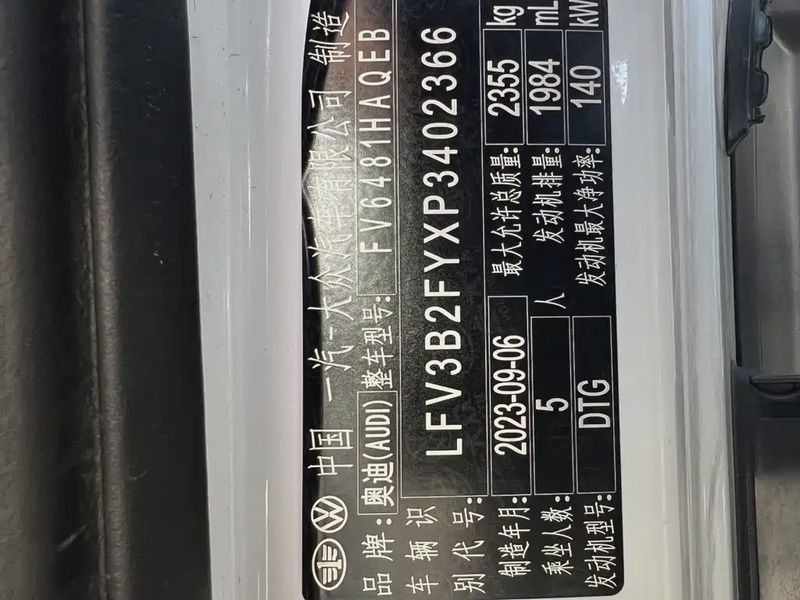 中国 一汽-大众汽车有限公司 制造
品牌: 奥迪(AUDI) 整车型号: FV6481HAQEB
车辆识别代号: LFV3B2FYXP3402366
制造年月: 2023-09-06 最大允许总质量: 2355 kg
乘坐人数: 5 人 发动机排量: 1984 mL
发动机型号: DTG 发动机最大净功率: 140 kW